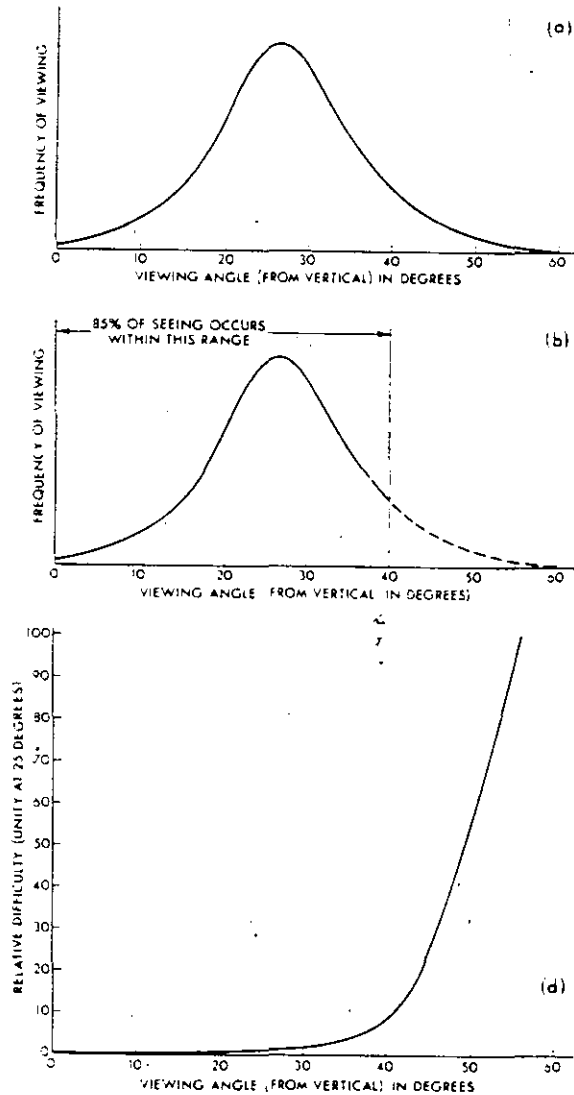 (a)
FREQUENCY OF VIEWING
0 10 20 30 40 50 60
VIEWING ANGLE (FROM VERTICAL) IN DEGREES
85% OF SEEING OCCURS
WITHIN THIS RANGE
(b)
FREQUENCY OF VIEWING
0 10 20 30 40 50 60
VIEWING ANGLE FROM VERTICAL IN DEGREES)
100
90
80
70
60
50
40
30
20
10
0
RELATIVE DIFFICULTY (UNITY AT 25 DEGREES)
(d)
0 10 20 30 40 50 60
VIEWING ANGLE (FROM VERTICAL) IN DEGREES